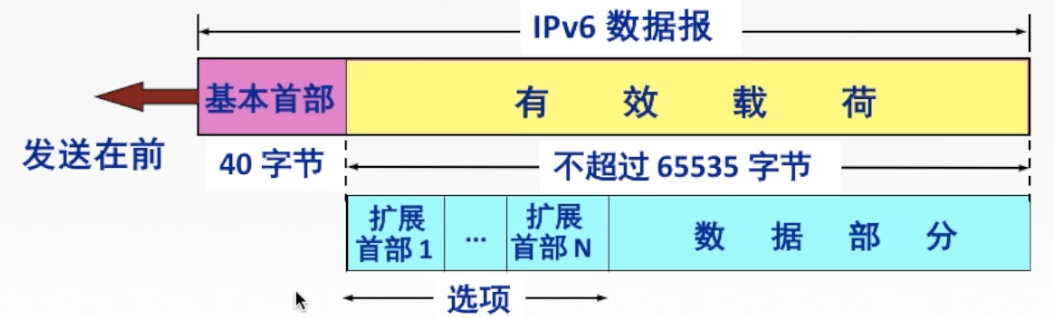 IPv6 数据报
基本首部
有效载荷
发送在前
40 字节
不超过 65535 字节
扩展
首部 1
...
扩展
首部 N
数据部分
选项